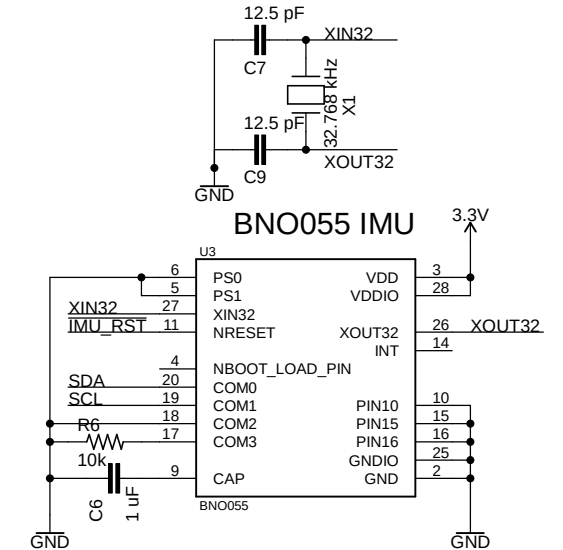 12.5 pF
XIN32
C7
32.768 kHz
X1
12.5 pF
XOUT32
C9
GND
BNO055 IMU
3.3V
U3
6 PS0 VDD 3
5 PS1 VDDIO 28
XIN32 27 XIN32
IMU_RST 11 NRESET XOUT32 26 XOUT32
INT 14
4 NBOOT_LOAD_PIN
SDA 20 COM0
SCL 19 COM1 PIN10 10
18 COM2 PIN15 15
R6 17 COM3 PIN16 16
10k GNDIO 25
9 CAP GND 2
C6
1 uF
BNO055
GND
GND